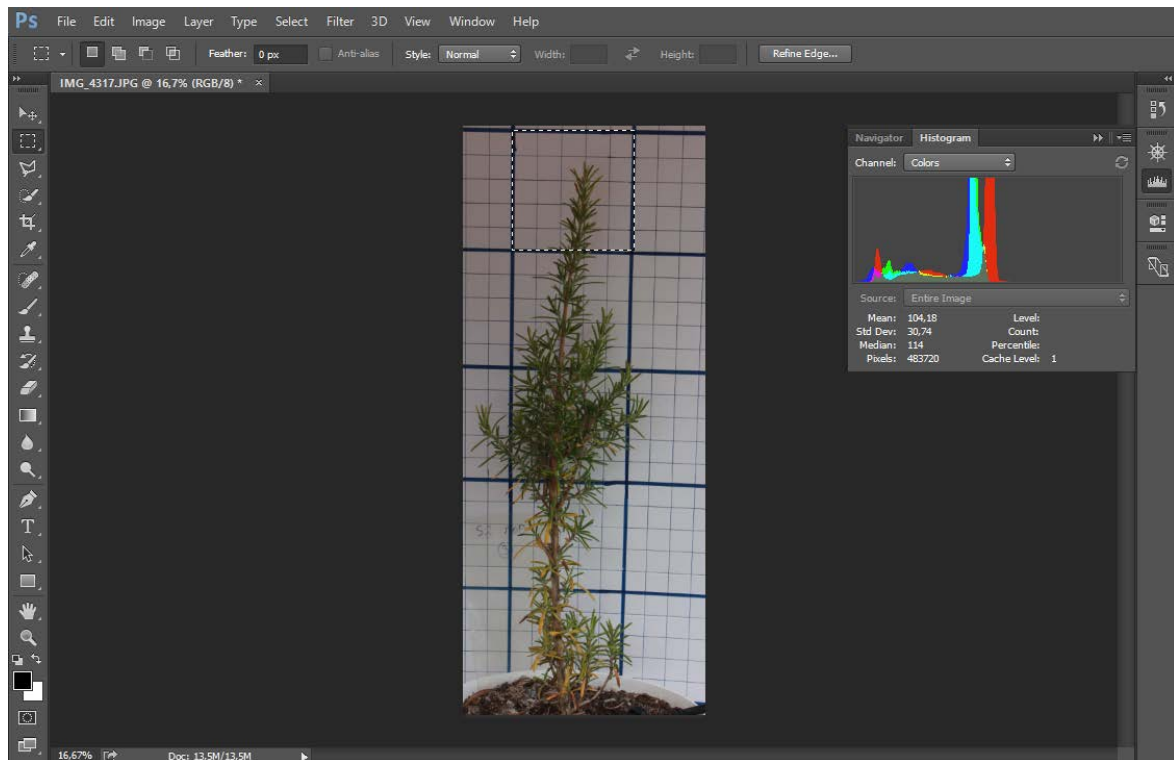 Ps File Edit Image Layer Type Select Filter 3D View Window Help
Feather: 0 px Anti-alias Style: Normal Width: Height: Refine Edge...
IMG_4317.JPG @ 16,7% (RGB/8) * ×
Navigator Histogram
Channel: Colors
Source: Entire Image
Mean: 104,18 Level:
Std Dev: 30,74 Count:
Median: 114 Percentile:
Pixels: 483720 Cache Level: 1
16,67% Doc: 13,5M/13,5M